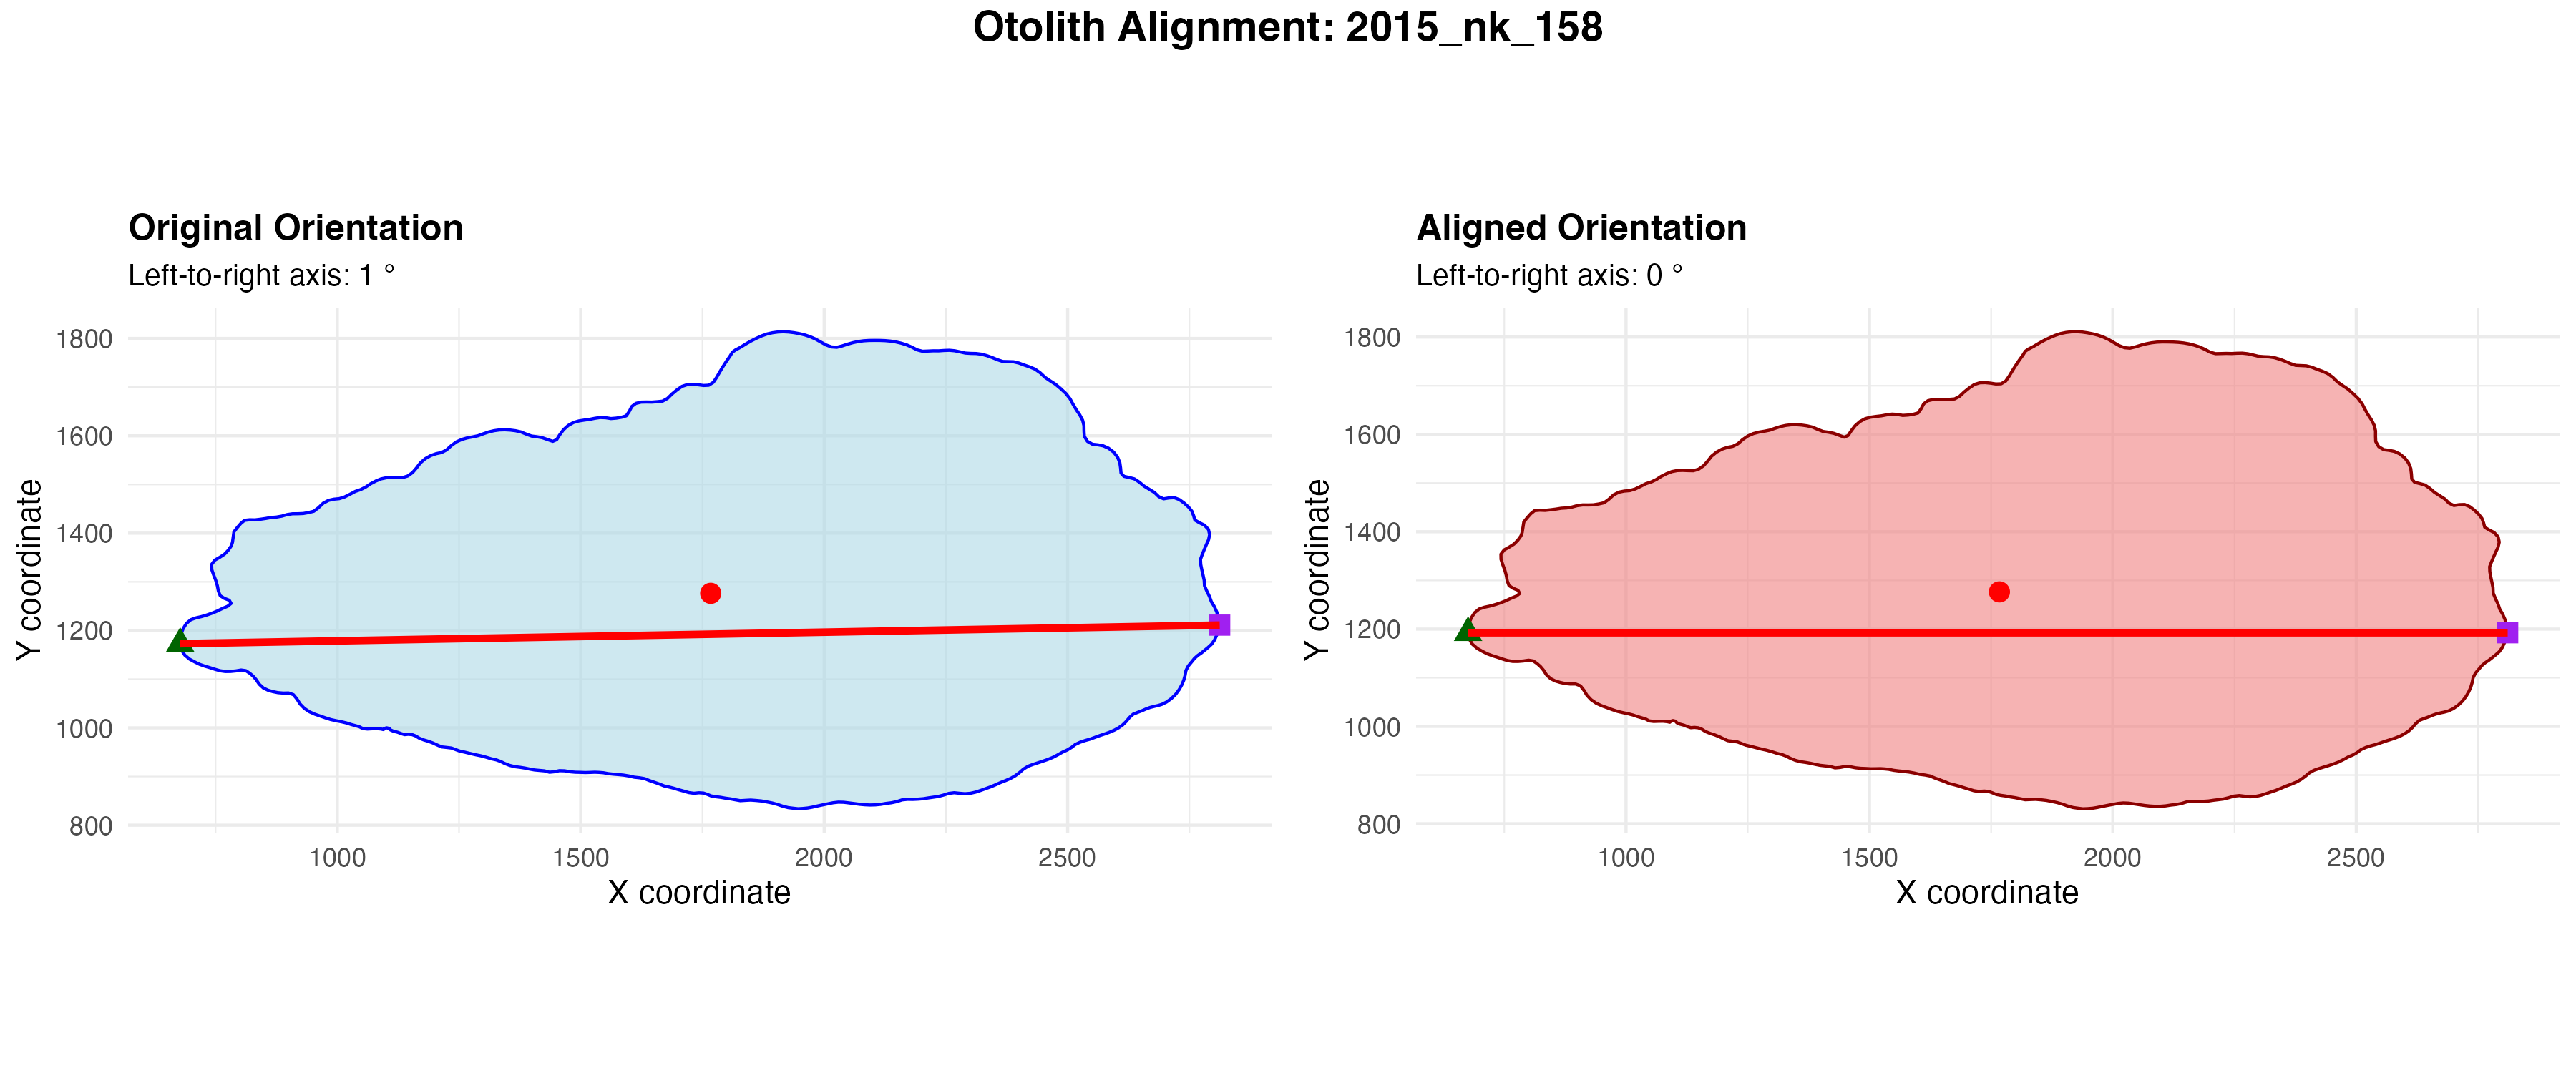 Otolith Alignment: 2015_nk_158
Original Orientation
Left-to-right axis: 1 °
1800
1600
1400
1200
1000
800
Y coordinate
1000 1500 2000 2500
X coordinate
Aligned Orientation
Left-to-right axis: 0 °
1800
1600
1400
1200
1000
800
Y coordinate
1000 1500 2000 2500
X coordinate